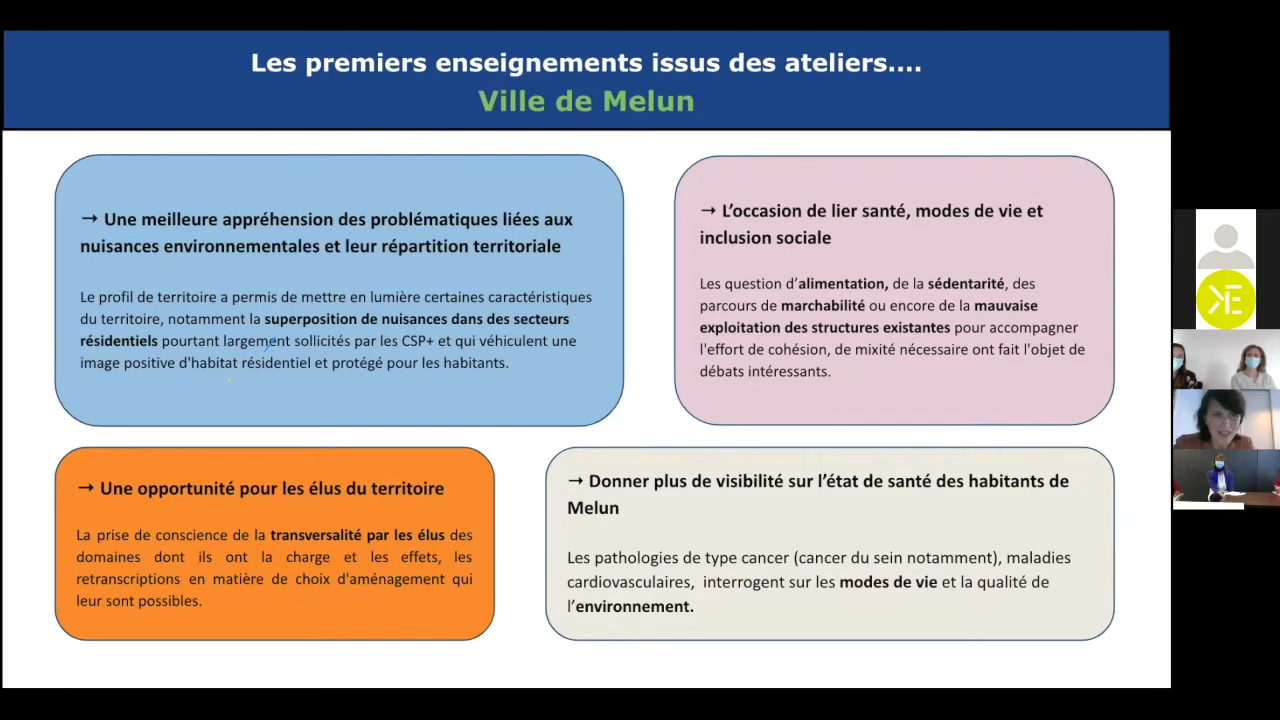 Les premiers enseignements issus des ateliers....
Ville de Melun
→ Une meilleure appréhension des problématiques liées aux
nuisances environnementales et leur répartition territoriale
Le profil de territoire a permis de mettre en lumière certaines caractéristiques
du territoire, notamment la superposition de nuisances dans des secteurs
résidentiels pourtant largement sollicités par les CSP+ et qui véhiculent une
image positive d'habitat résidentiel et protégé pour les habitants.
→ L’occasion de lier santé, modes de vie et
inclusion sociale
Les question d’alimentation, de la sédentarité, des
parcours de marchabilité ou encore de la mauvaise
exploitation des structures existantes pour accompagner
l'effort de cohésion, de mixité nécessaire ont fait l'objet de
débats intéressants.
→ Une opportunité pour les élus du territoire
La prise de conscience de la transversalité par les élus des
domaines dont ils ont la charge et les effets, les
retranscriptions en matière de choix d'aménagement qui
leur sont possibles.
→ Donner plus de visibilité sur l’état de santé des habitants de
Melun
Les pathologies de type cancer (cancer du sein notamment), maladies
cardiovasculaires, interrogent sur les modes de vie et la qualité de
l’environnement.